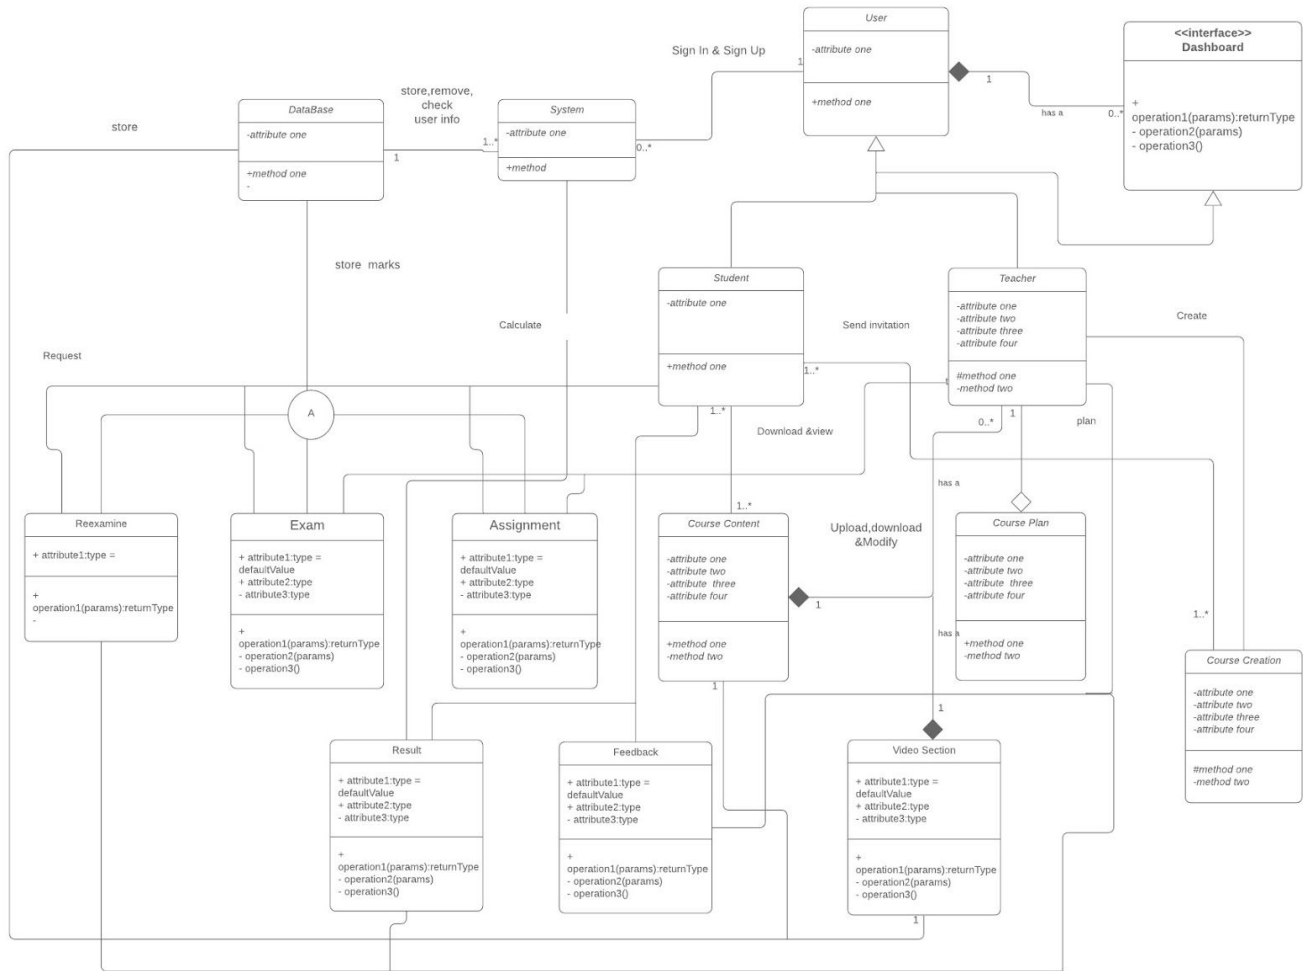 User
-attribute one
+method one
<<interface>>
Dashboard
+
operation1(params):returnType
- operation2(params)
- operation3()
Sign In & Sign Up
1
1
has a
0..*
DataBase
-attribute one
+method one
-
store,remove,
check
user info
1
1..*
System
-attribute one
+method
0..*
store
store marks
Calculate
Request
A
Student
-attribute one
+method one
1..*
1..*
Send invitation
Teacher
-attribute one
-attribute two
-attribute three
-attribute four
#method one
-method two
0..*
1
Create
plan
Download &view
1..*
has a
Upload,download
&Modify
1
has a
1
1..*
Reexamine
+ attribute1:type =
+
operation1(params):returnType
-
Exam
+ attribute1:type =
defaultValue
+ attribute2:type
- attribute3:type
+
operation1(params):returnType
- operation2(params)
- operation3()
Assignment
+ attribute1:type =
defaultValue
+ attribute2:type
- attribute3:type
+
operation1(params):returnType
- operation2(params)
- operation3()
Course Content
-attribute one
-attribute two
-attribute three
-attribute four
+method one
-method two
1
Course Plan
-attribute one
-attribute two
-attribute three
-attribute four
+method one
-method two
Course Creation
-attribute one
-attribute two
-attribute three
-attribute four
#method one
-method two
Result
+ attribute1:type =
defaultValue
+ attribute2:type
- attribute3:type
+
operation1(params):returnType
- operation2(params)
- operation3()
Feedback
+ attribute1:type =
defaultValue
+ attribute2:type
- attribute3:type
+
operation1(params):returnType
- operation2(params)
- operation3()
Video Section
+ attribute1:type =
defaultValue
+ attribute2:type
- attribute3:type
+
operation1(params):returnType
- operation2(params)
- operation3()
1